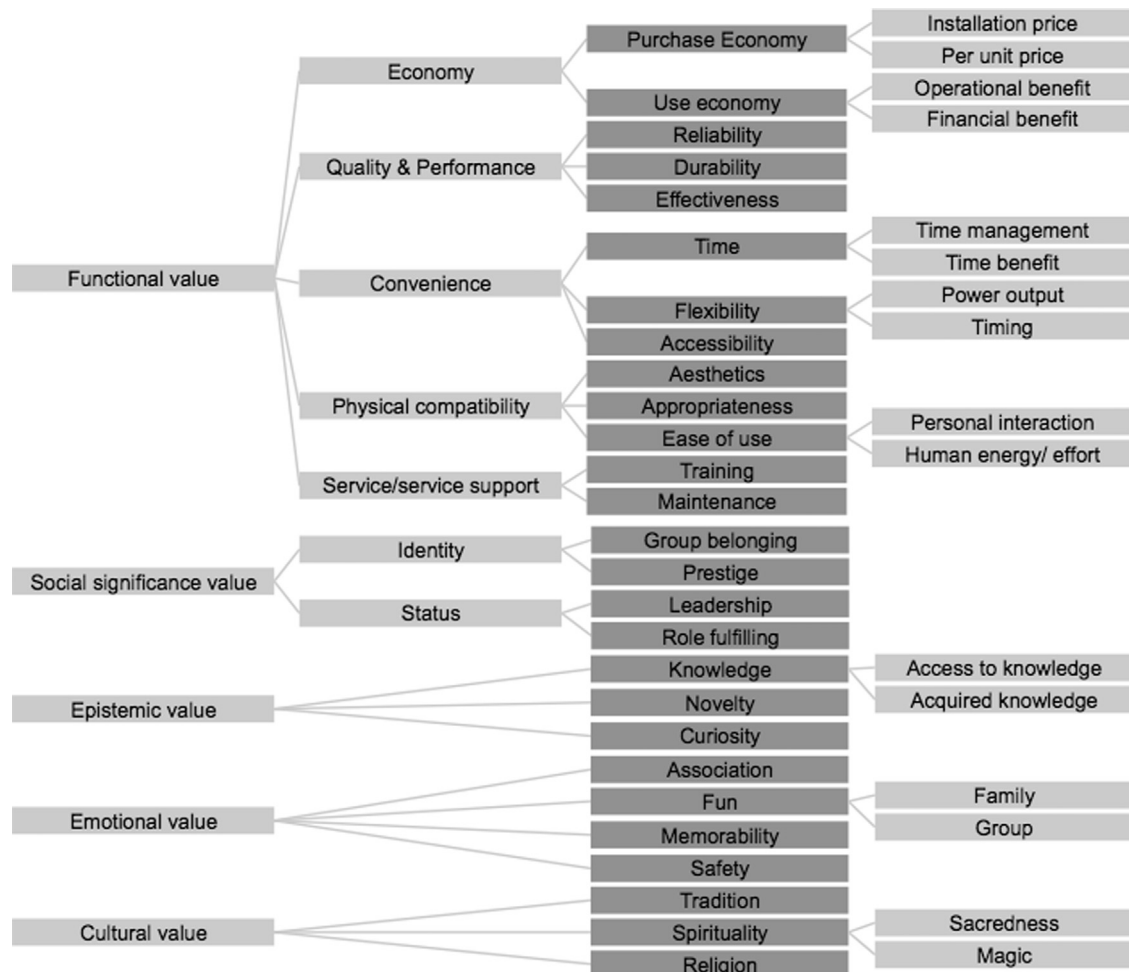 Installation price
Purchase Economy
Per unit price
Economy
Operational benefit
Use economy
Financial benefit
Reliability
Quality & Performance
Durability
Effectiveness
Time management
Time
Time benefit
Functional value
Convenience
Power output
Flexibility
Timing
Accessibility
Aesthetics
Physical compatibility
Appropriateness
Personal interaction
Ease of use
Human energy/ effort
Training
Service/service support
Maintenance
Group belonging
Identity
Prestige
Social significance value
Leadership
Status
Role fulfilling
Knowledge
Access to knowledge
Acquired knowledge
Epistemic value
Novelty
Curiosity
Association
Fun
Family
Group
Emotional value
Memorability
Safety
Tradition
Cultural value
Spirituality
Sacredness
Magic
Religion